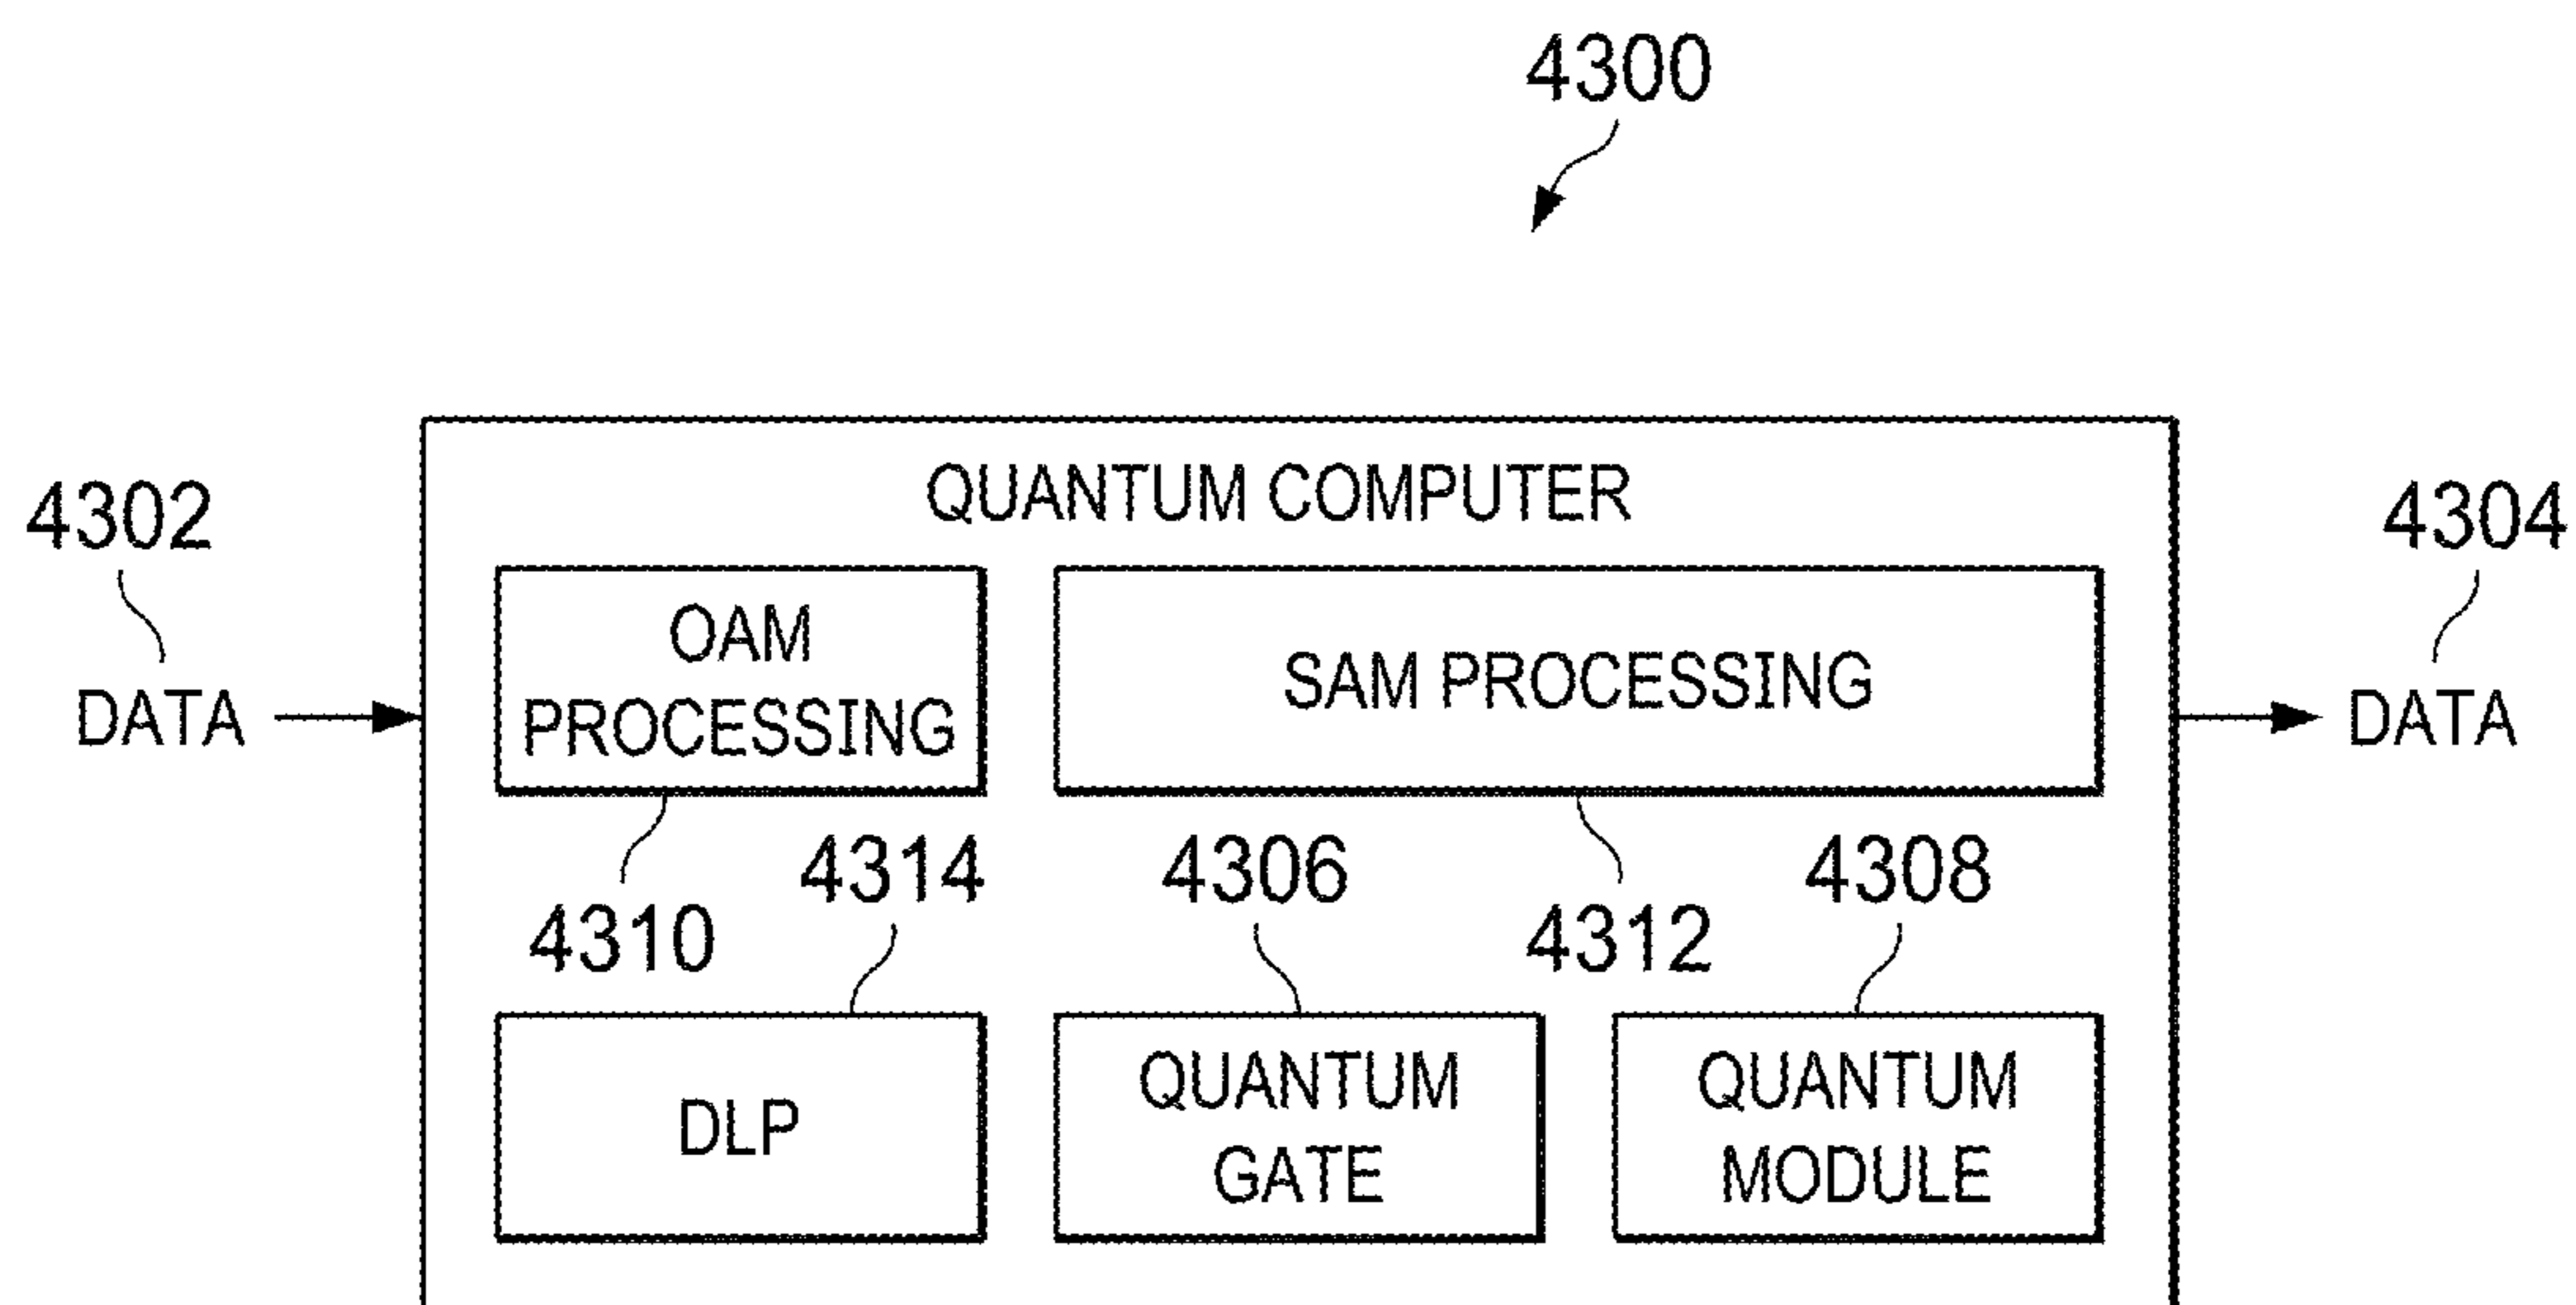 4300
QUANTUM COMPUTER
4302
4304
OAM
PROCESSING
SAM PROCESSING
DATA
DATA
4310
4314
4306
4312
4308
DLP
QUANTUM
GATE
QUANTUM
MODULE